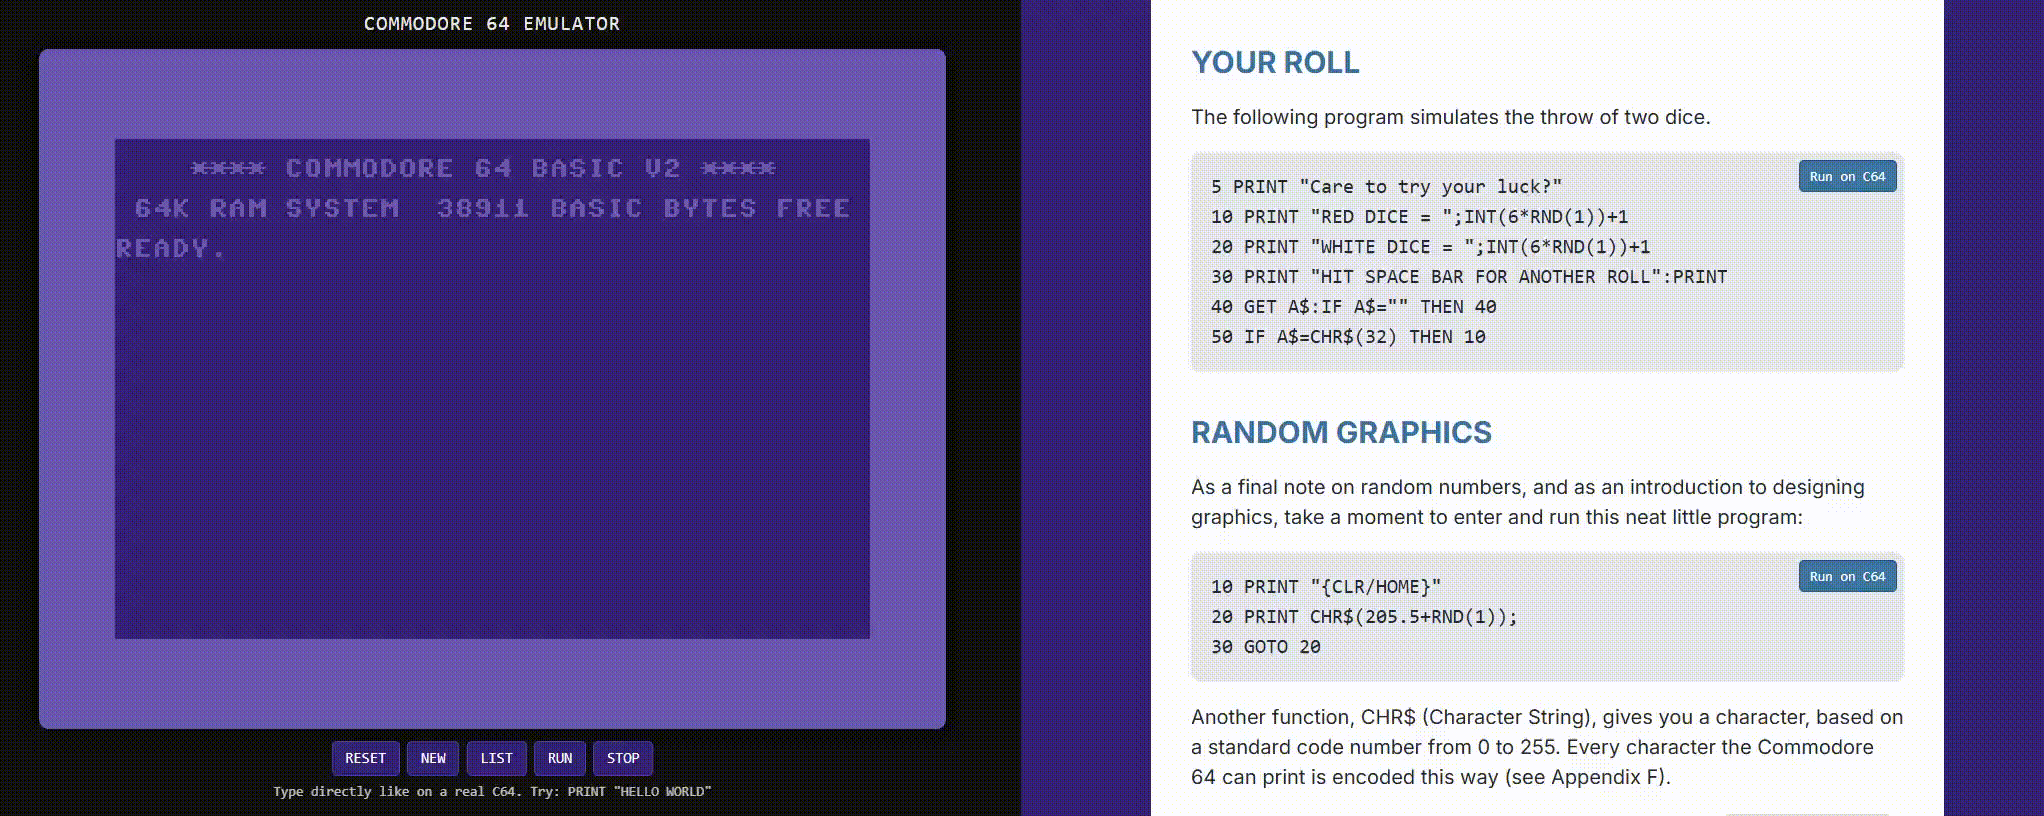 COMMODORE 64 EMULATOR
**** COMMODORE 64 BASIC V2 ****
64K RAM SYSTEM  38911 BASIC BYTES FREE
READY.
RESET NEW LIST RUN STOP
Type directly like on a real C64. Try: PRINT "HELLO WORLD"
YOUR ROLL
The following program simulates the throw of two dice.
Run on C64
5 PRINT "Care to try your luck?"
10 PRINT "RED DICE = ";INT(6*RND(1))+1
20 PRINT "WHITE DICE = ";INT(6*RND(1))+1
30 PRINT "HIT SPACE BAR FOR ANOTHER ROLL":PRINT
40 GET A$:IF A$="" THEN 40
50 IF A$=CHR$(32) THEN 10
RANDOM GRAPHICS
As a final note on random numbers, and as an introduction to designing
graphics, take a moment to enter and run this neat little program:
Run on C64
10 PRINT "{CLR/HOME}"
20 PRINT CHR$(205.5+RND(1));
30 GOTO 20
Another function, CHR$ (Character String), gives you a character, based on
a standard code number from 0 to 255. Every character the Commodore
64 can print is encoded this way (see Appendix F).